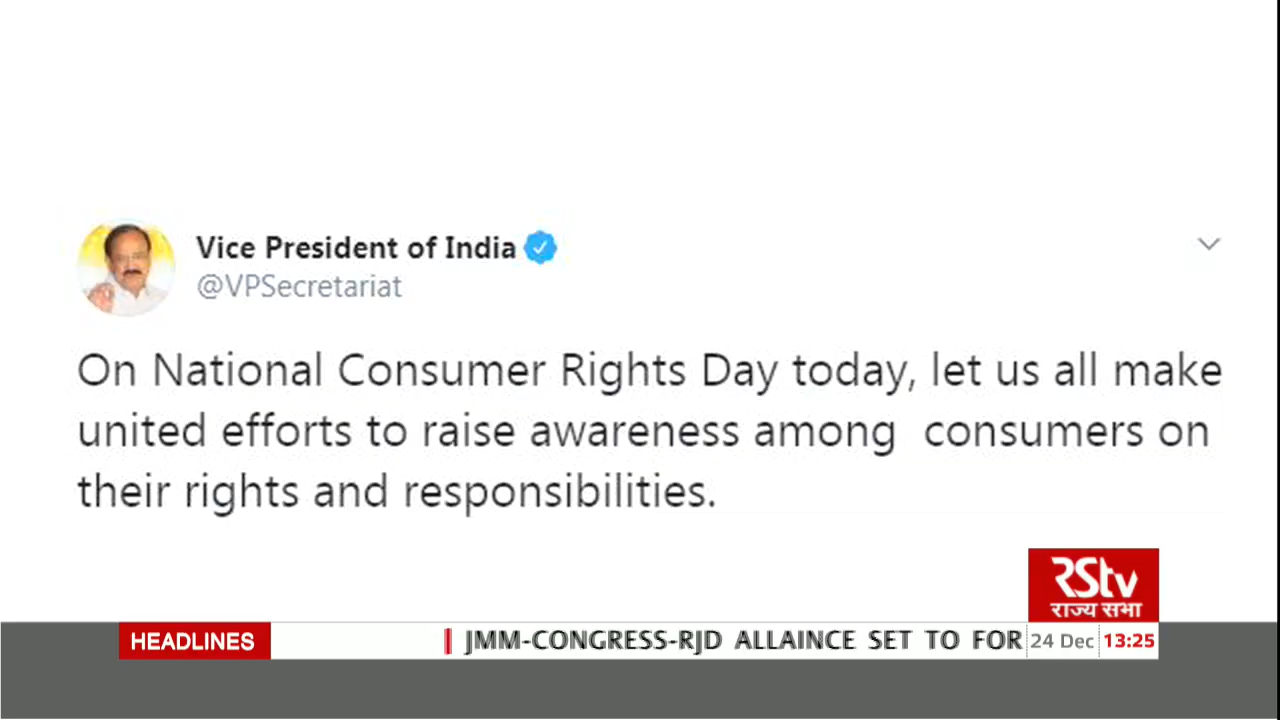 Vice President of India
@VPSecretariat
On National Consumer Rights Day today, let us all make
united efforts to raise awareness among consumers on
their rights and responsibilities.
RStv
राज्य सभा
HEADLINES
JMM-CONGRESS-RJD ALLAINCE SET TO FOR
24 Dec 13:25